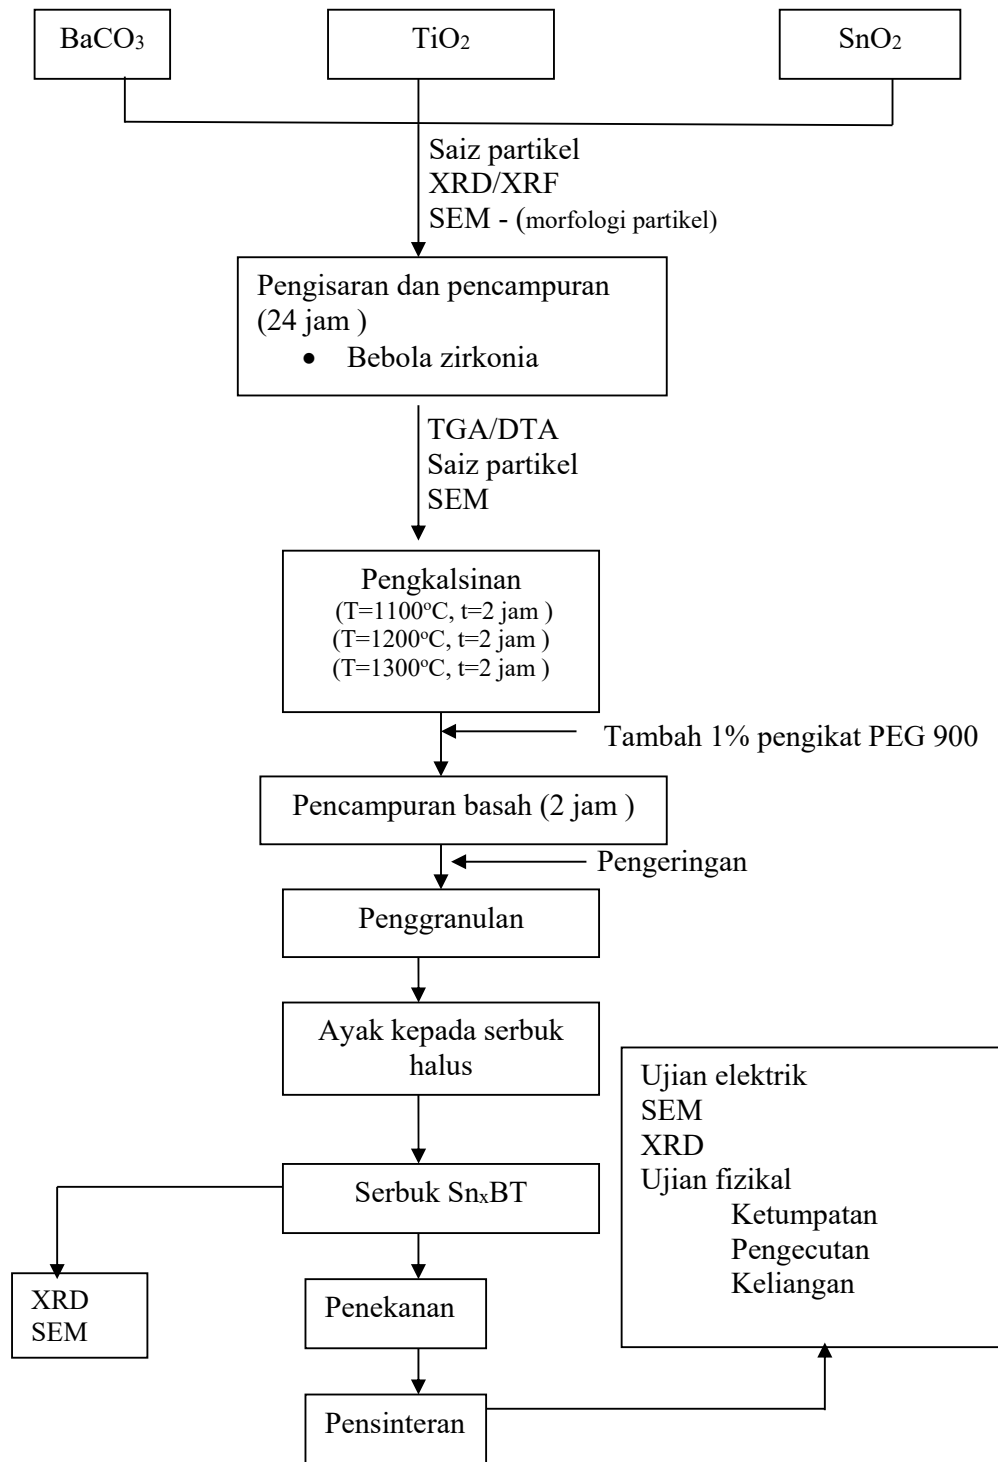 BaCO₃
TiO₂
SnO₂
Saiz partikel
XRD/XRF
SEM - (morfologi partikel)
Pengisaran dan pencampuran
(24 jam )
• Bebola zirkonia
TGA/DTA
Saiz partikel
SEM
Pengkalsinan
(T=1100°C, t=2 jam )
(T=1200°C, t=2 jam )
(T=1300°C, t=2 jam )
Tambah 1% pengikat PEG 900
Pencampuran basah (2 jam )
Pengeringan
Penggranulan
Ayak kepada serbuk
halus
Serbuk SnₓBT
XRD
SEM
Penekanan
Pensinteran
Ujian elektrik
SEM
XRD
Ujian fizikal
Ketumpatan
Pengecutan
Keliangan